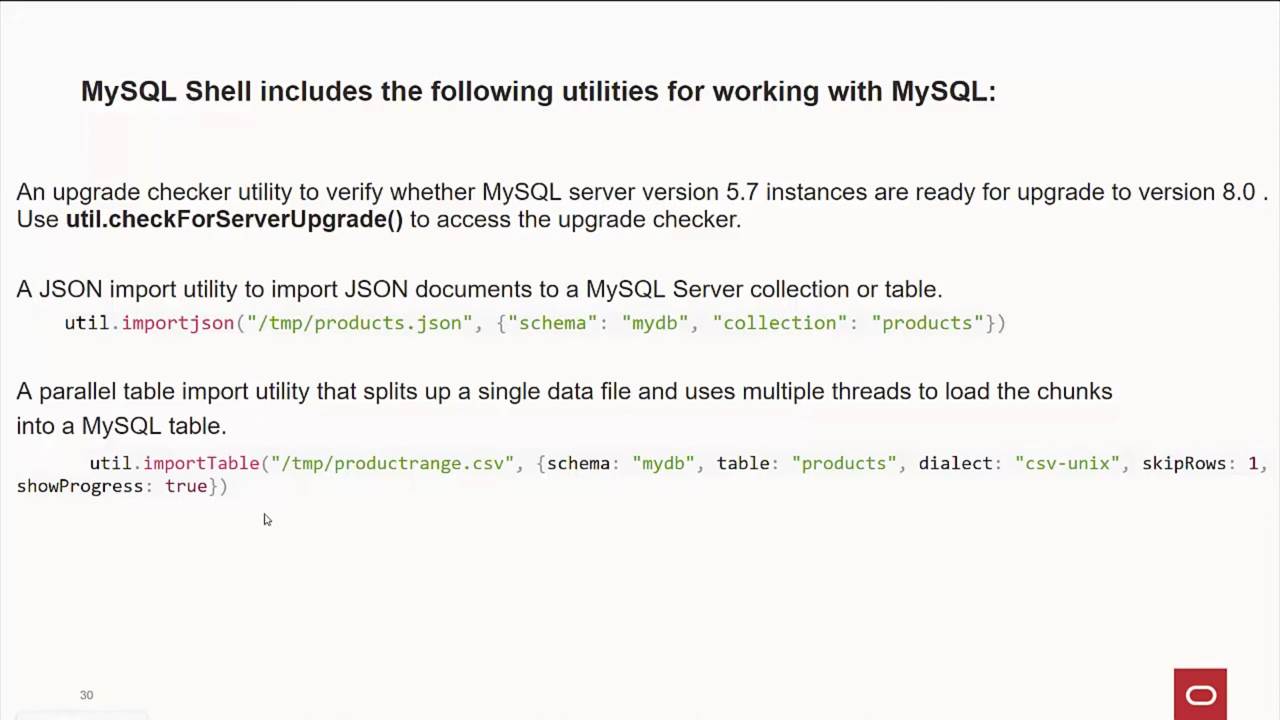 MySQL Shell includes the following utilities for working with MySQL:
An upgrade checker utility to verify whether MySQL server version 5.7 instances are ready for upgrade to version 8.0 .
Use util.checkForServerUpgrade() to access the upgrade checker.
A JSON import utility to import JSON documents to a MySQL Server collection or table.
util.importjson("/tmp/products.json", {"schema": "mydb", "collection": "products"})
A parallel table import utility that splits up a single data file and uses multiple threads to load the chunks
into a MySQL table.
util.importTable("/tmp/productrange.csv", {schema: "mydb", table: "products", dialect: "csv-unix", skipRows: 1,
showProgress: true})
30